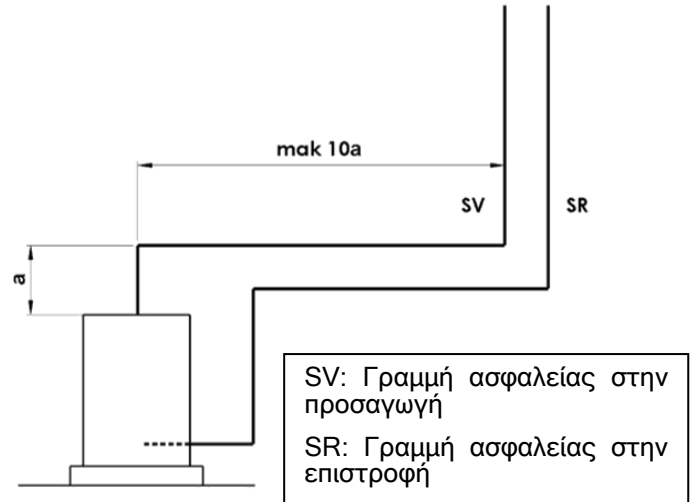 mak 10a
SV
SR
a
SV: Γραμμή ασφαλείας στην
προσαγωγή
SR: Γραμμή ασφαλείας στην
επιστροφή